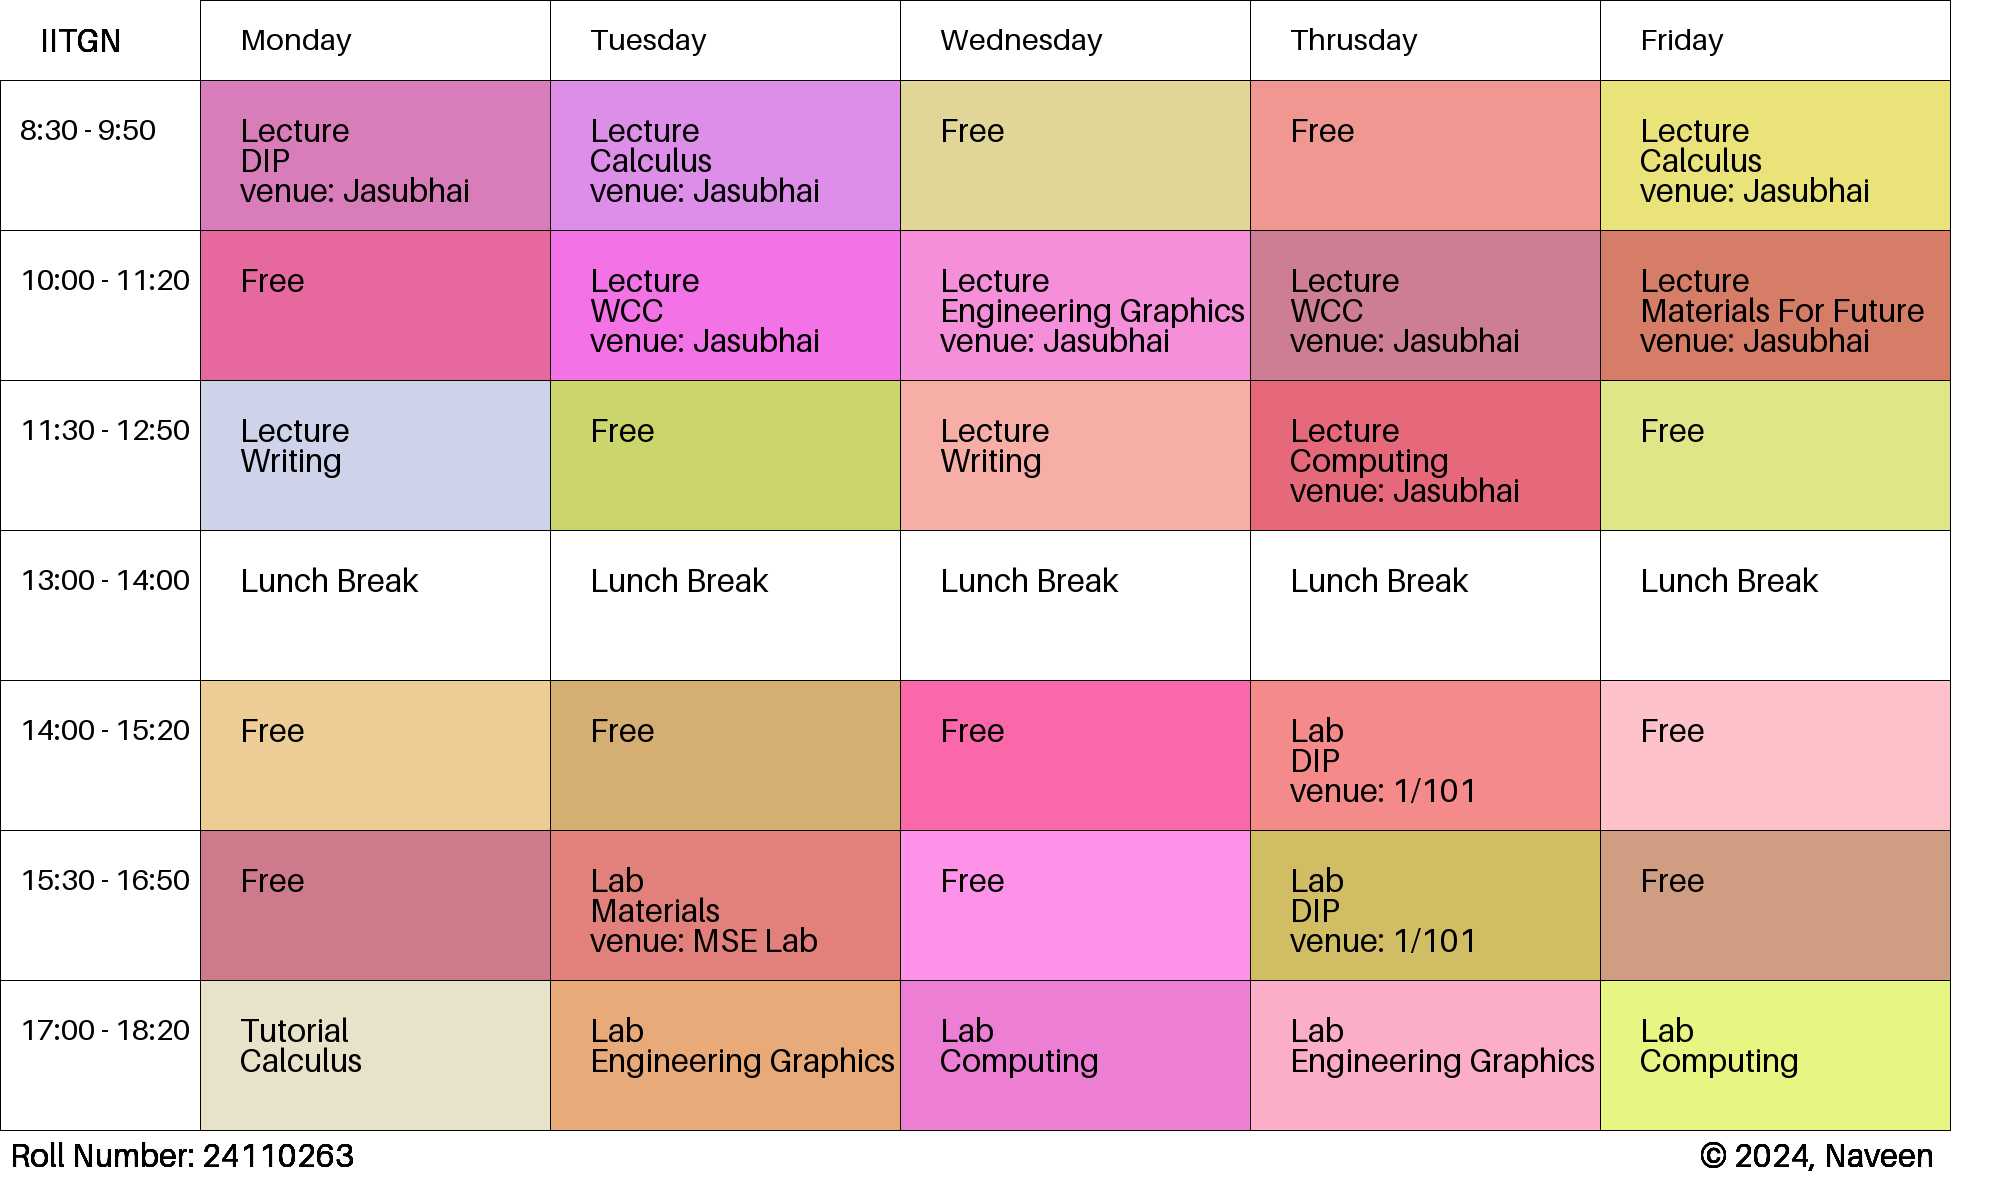 IITGN
Monday
Tuesday
Wednesday
Thrusday
Friday
8:30 - 9:50
Lecture
DIP
venue: Jasubhai
Lecture
Calculus
venue: Jasubhai
Free
Free
Lecture
Calculus
venue: Jasubhai
10:00 - 11:20
Free
Lecture
WCC
venue: Jasubhai
Lecture
Engineering Graphics
venue: Jasubhai
Lecture
WCC
venue: Jasubhai
Lecture
Materials For Future
venue: Jasubhai
11:30 - 12:50
Lecture
Writing
Free
Lecture
Writing
Lecture
Computing
venue: Jasubhai
Free
13:00 - 14:00
Lunch Break
Lunch Break
Lunch Break
Lunch Break
Lunch Break
14:00 - 15:20
Free
Free
Free
Lab
DIP
venue: 1/101
Free
15:30 - 16:50
Free
Lab
Materials
venue: MSE Lab
Free
Lab
DIP
venue: 1/101
Free
17:00 - 18:20
Tutorial
Calculus
Lab
Engineering Graphics
Lab
Computing
Lab
Engineering Graphics
Lab
Computing
Roll Number: 24110263
© 2024, Naveen